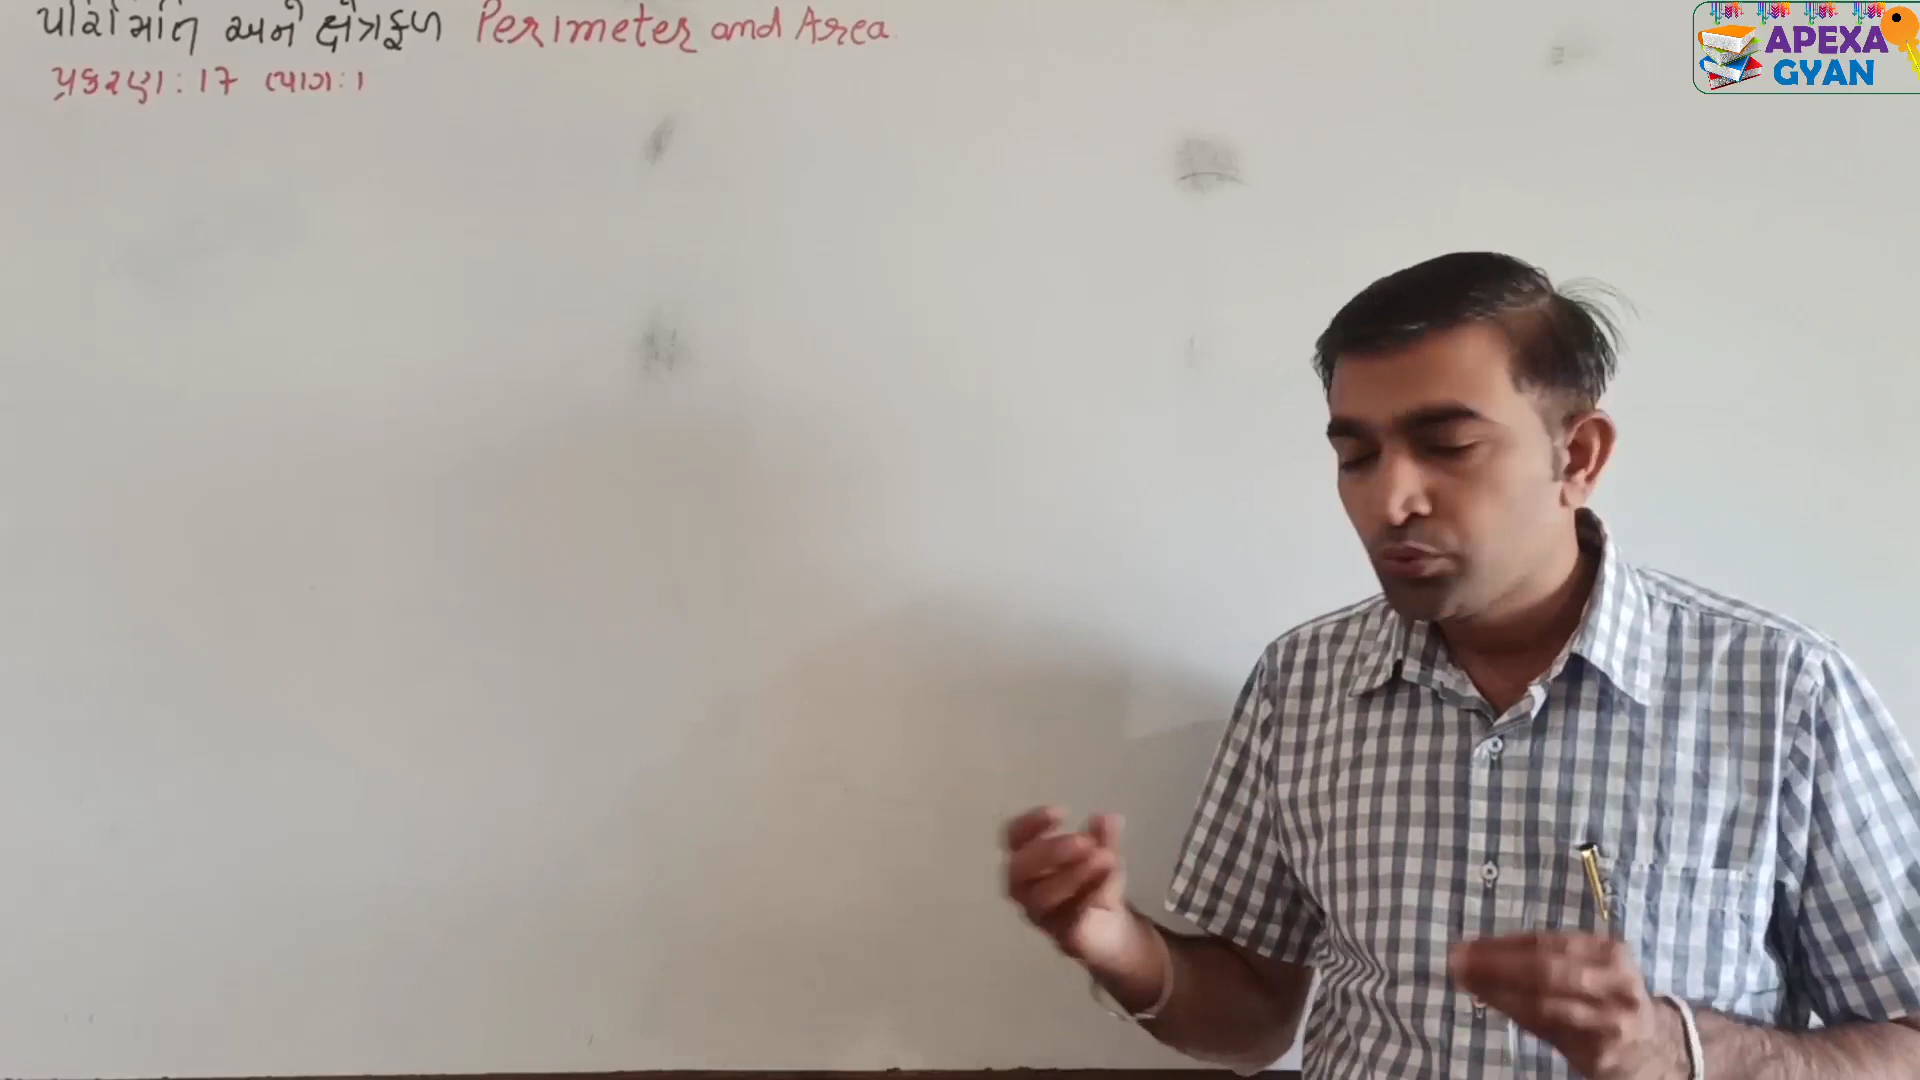 પરિમિતિ અને ક્ષેત્રફળ Perimeter and Area
પ્રકરણ : 17 ભાગ : 1
APEXA
GYAN